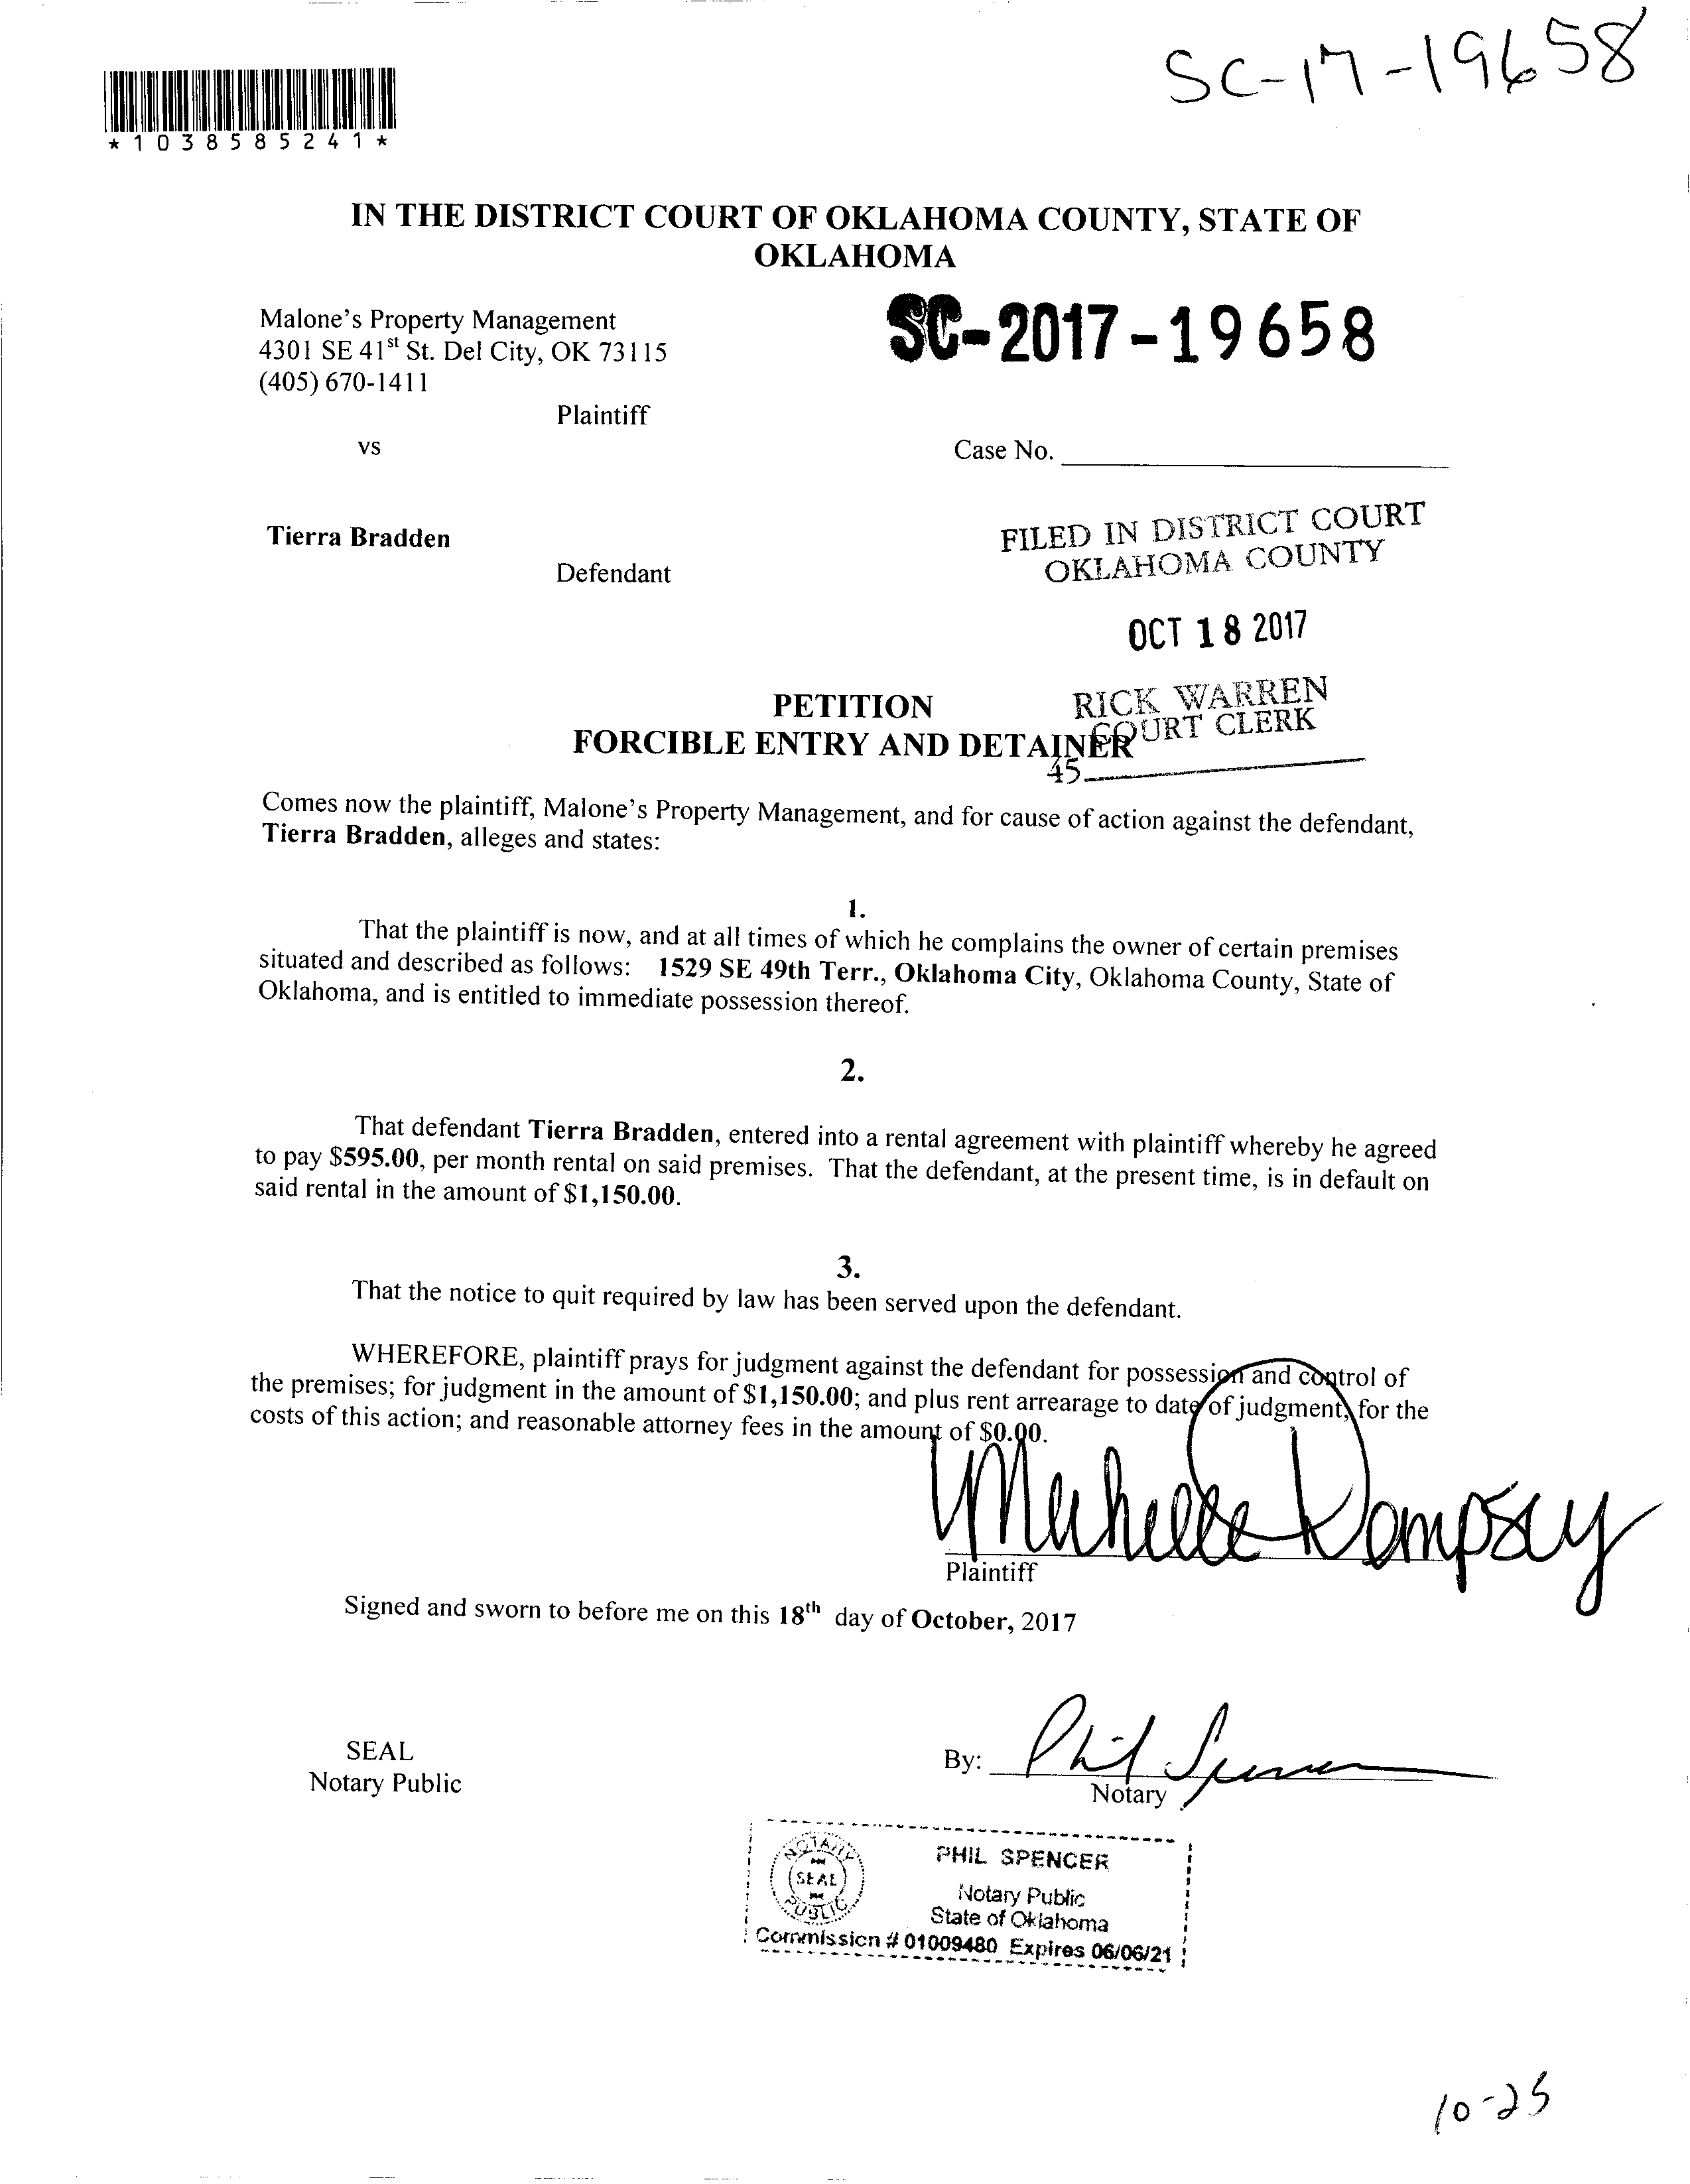 SC-17-19658
*1038585241*
IN THE DISTRICT COURT OF OKLAHOMA COUNTY, STATE OF
OKLAHOMA
Malone's Property Management
4301 SE 41st St. Del City, OK 73115
(405) 670-1411
SC-2017-19658
Plaintiff
vs
Case No.
Tierra Bradden
Defendant
FILED IN DISTRICT COURT
OKLAHOMA COUNTY
OCT 18 2017
RICK WARREN
COURT CLERK
45
PETITION
FORCIBLE ENTRY AND DETAINER
Comes now the plaintiff, Malone's Property Management, and for cause of action against the defendant,
Tierra Bradden, alleges and states:
1.
That the plaintiff is now, and at all times of which he complains the owner of certain premises
situated and described as follows: 1529 SE 49th Terr., Oklahoma City, Oklahoma County, State of
Oklahoma, and is entitled to immediate possession thereof.
2.
That defendant Tierra Bradden, entered into a rental agreement with plaintiff whereby he agreed
to pay $595.00, per month rental on said premises. That the defendant, at the present time, is in default on
said rental in the amount of $1,150.00.
3.
That the notice to quit required by law has been served upon the defendant.
WHEREFORE, plaintiff prays for judgment against the defendant for possession and control of
the premises; for judgment in the amount of $1,150.00; and plus rent arrearage to date of judgment, for the
costs of this action; and reasonable attorney fees in the amount of $0.00.
Michelle Dempsey
Plaintiff
Signed and sworn to before me on this 18th day of October, 2017
SEAL
Notary Public
By: Phil Spencer
Notary
NOTARY
SEAL
PUBLIC
PHIL SPENCER
Notary Public
State of Oklahoma
Commission # 01009480 Expires 06/06/21
10-25